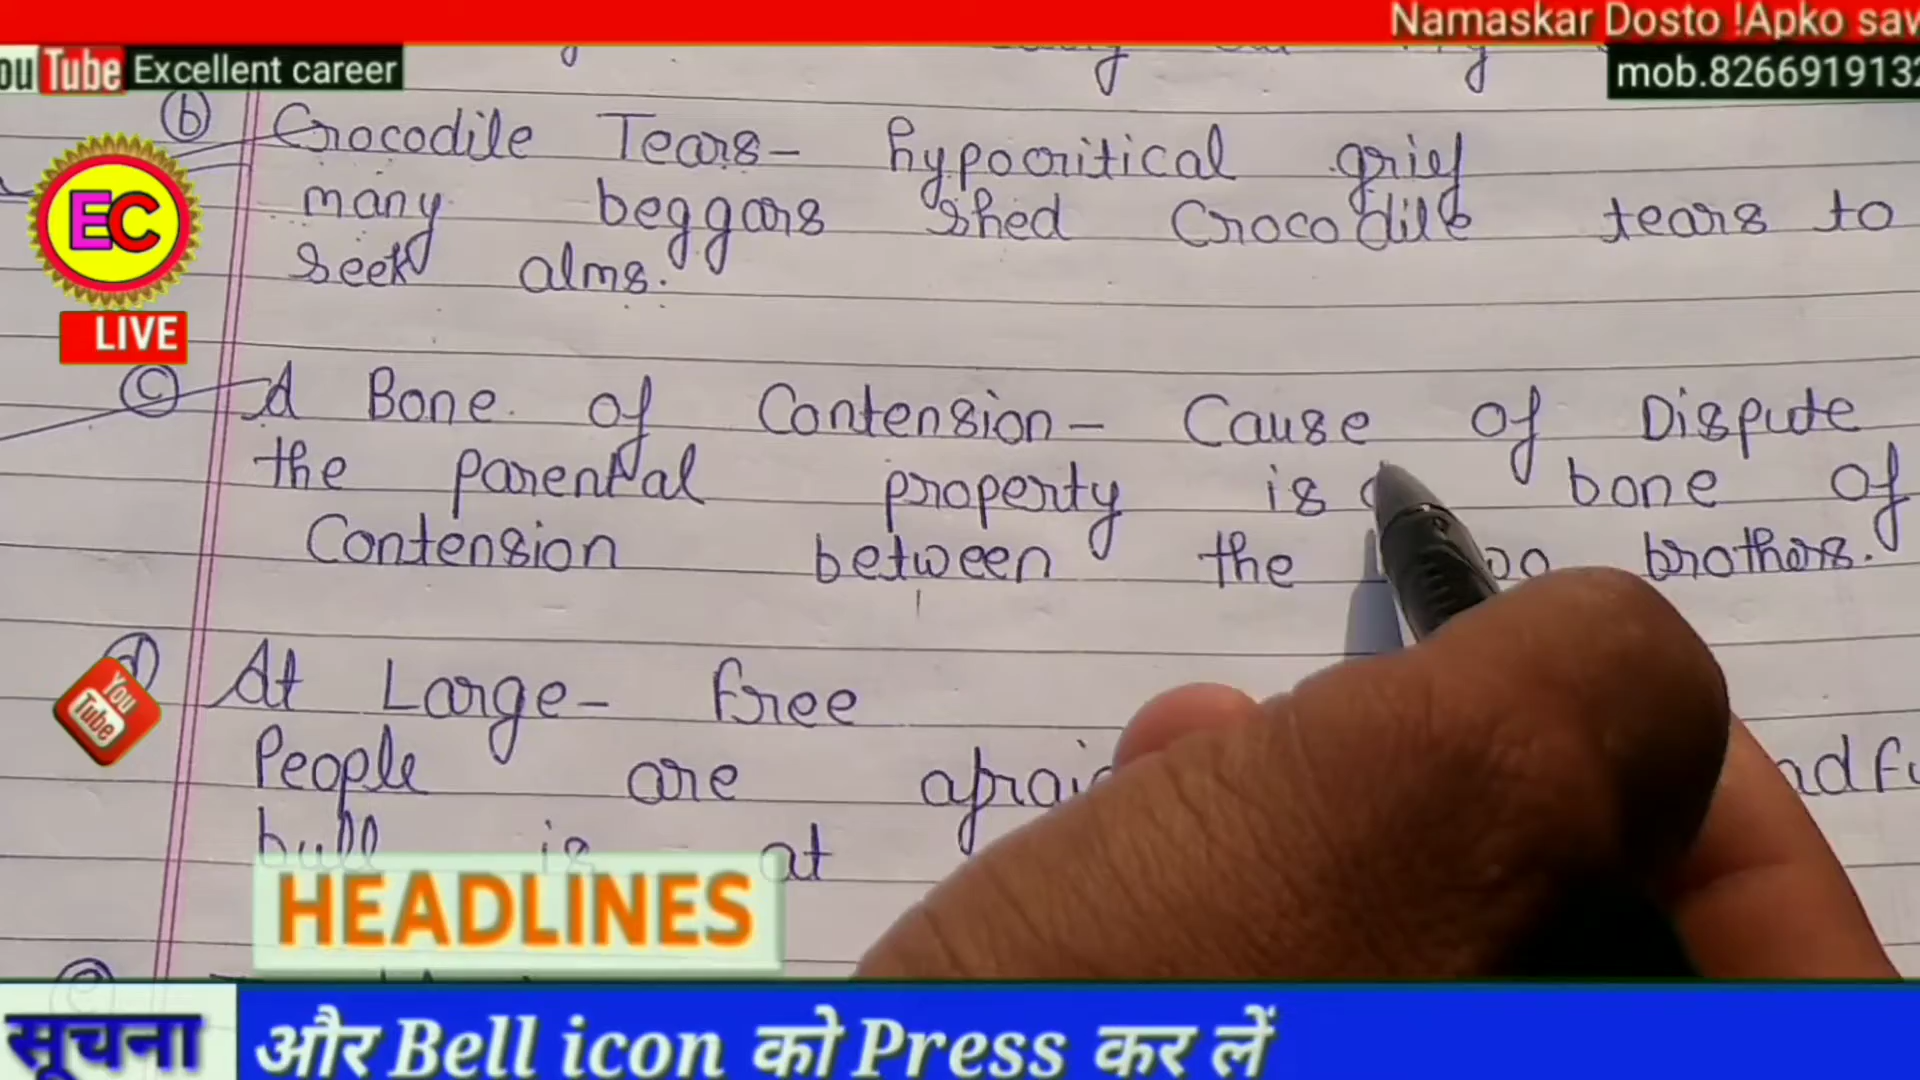 Namaskar Dosto !Apko sav
ou Tube Excellent career
mob.826691913
b Crocodile Tears- hypocritical grief
many beggars shed Crocodile tears to
seek alms.
EC
LIVE
C A Bone of Contension- Cause of Dispute
the parental property is bone of
Contension between the brothers.
d At Large- free
You Tube
People are
bull is at
HEADLINES
सूचना और Bell icon को Press कर लें